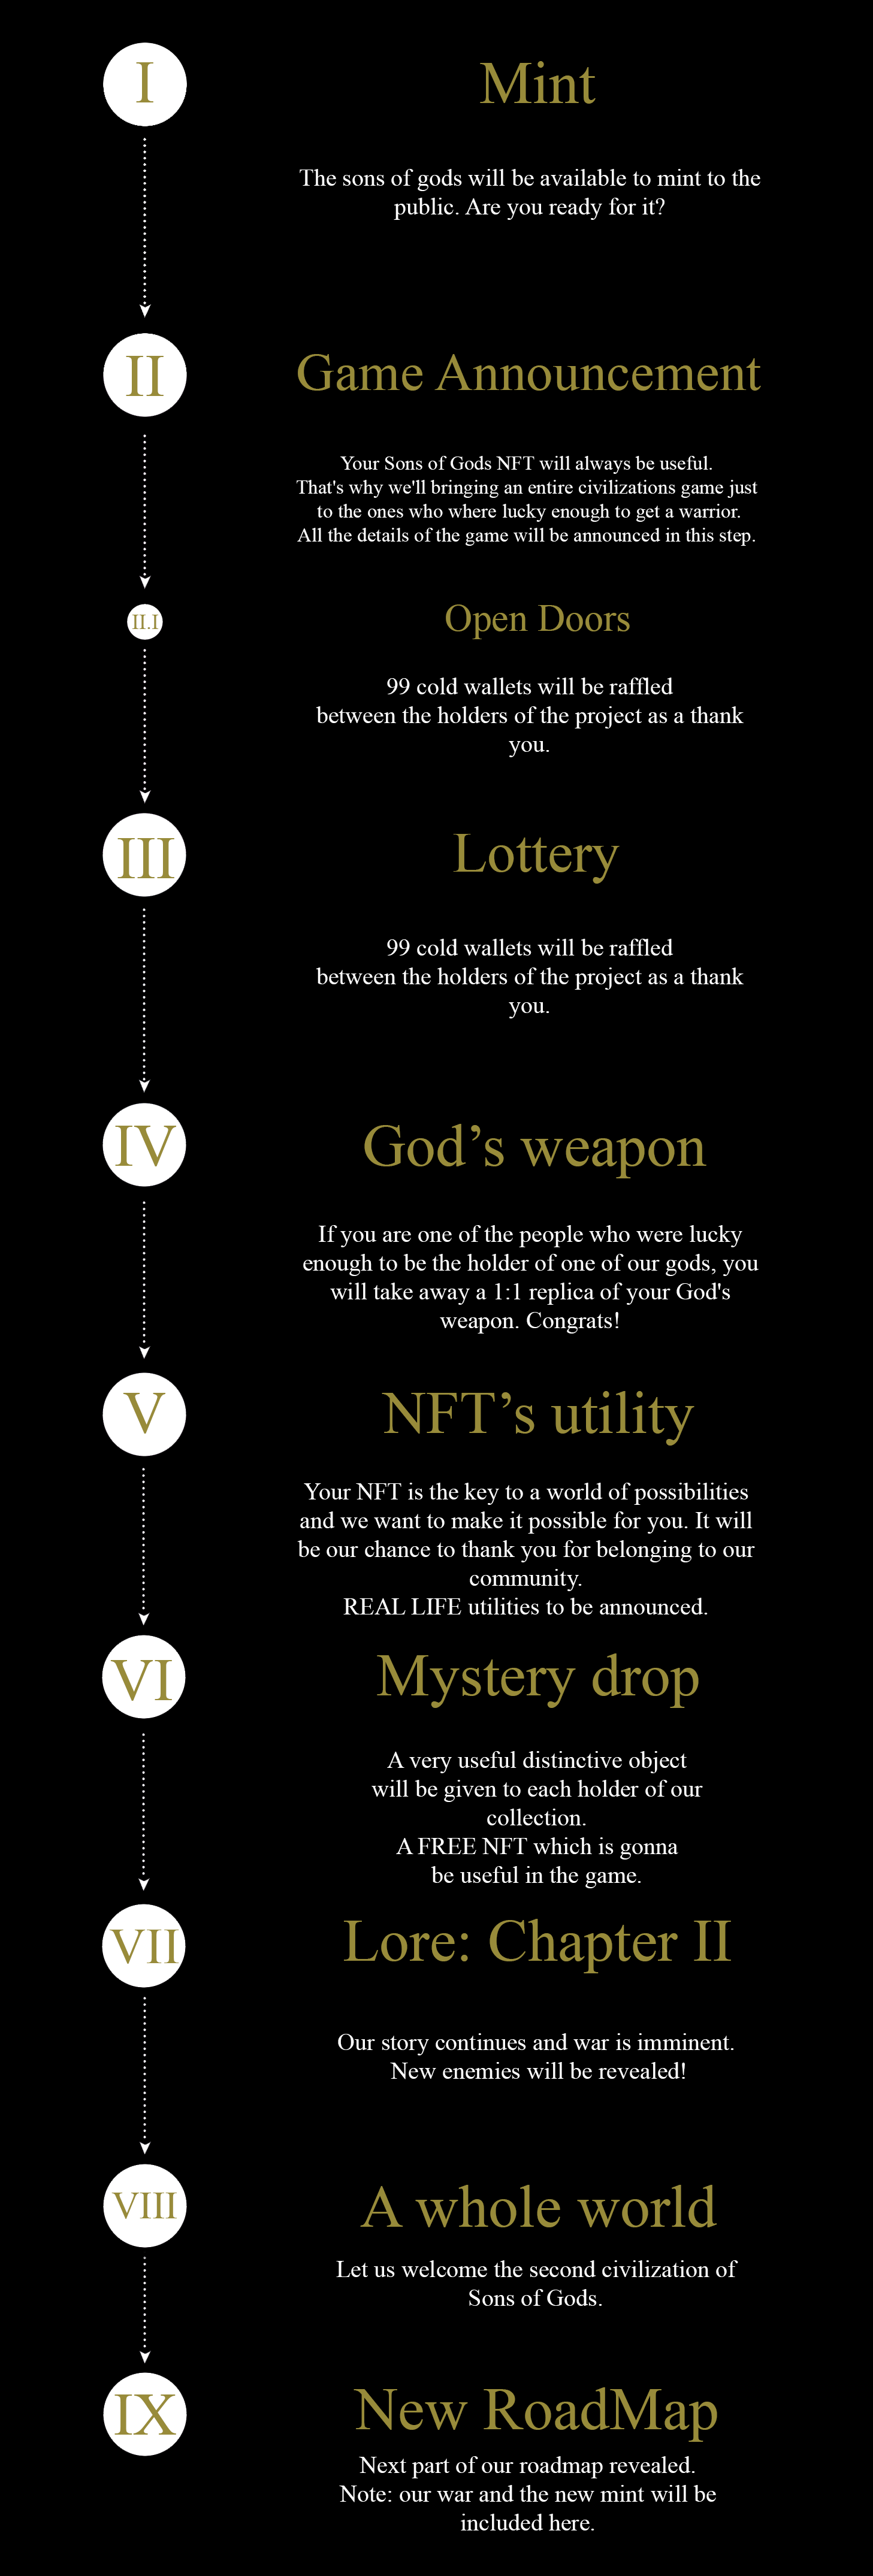 I
Mint
The sons of gods will be available to mint to the
public. Are you ready for it?
II
Game Announcement
Your Sons of Gods NFT will always be useful.
That's why we'll bringing an entire civilizations game just
to the ones who where lucky enough to get a warrior.
All the details of the game will be announced in this step.
II.I
Open Doors
99 cold wallets will be raffled
between the holders of the project as a thank
you.
III
Lottery
99 cold wallets will be raffled
between the holders of the project as a thank
you.
IV
God’s weapon
If you are one of the people who were lucky
enough to be the holder of one of our gods, you
will take away a 1:1 replica of your God's
weapon. Congrats!
V
NFT’s utility
Your NFT is the key to a world of possibilities
and we want to make it possible for you. It will
be our chance to thank you for belonging to our
community.
REAL LIFE utilities to be announced.
VI
Mystery drop
A very useful distinctive object
will be given to each holder of our
collection.
A FREE NFT which is gonna
be useful in the game.
VII
Lore: Chapter II
Our story continues and war is imminent.
New enemies will be revealed!
VIII
A whole world
Let us welcome the second civilization of
Sons of Gods.
IX
New RoadMap
Next part of our roadmap revealed.
Note: our war and the new mint will be
included here.